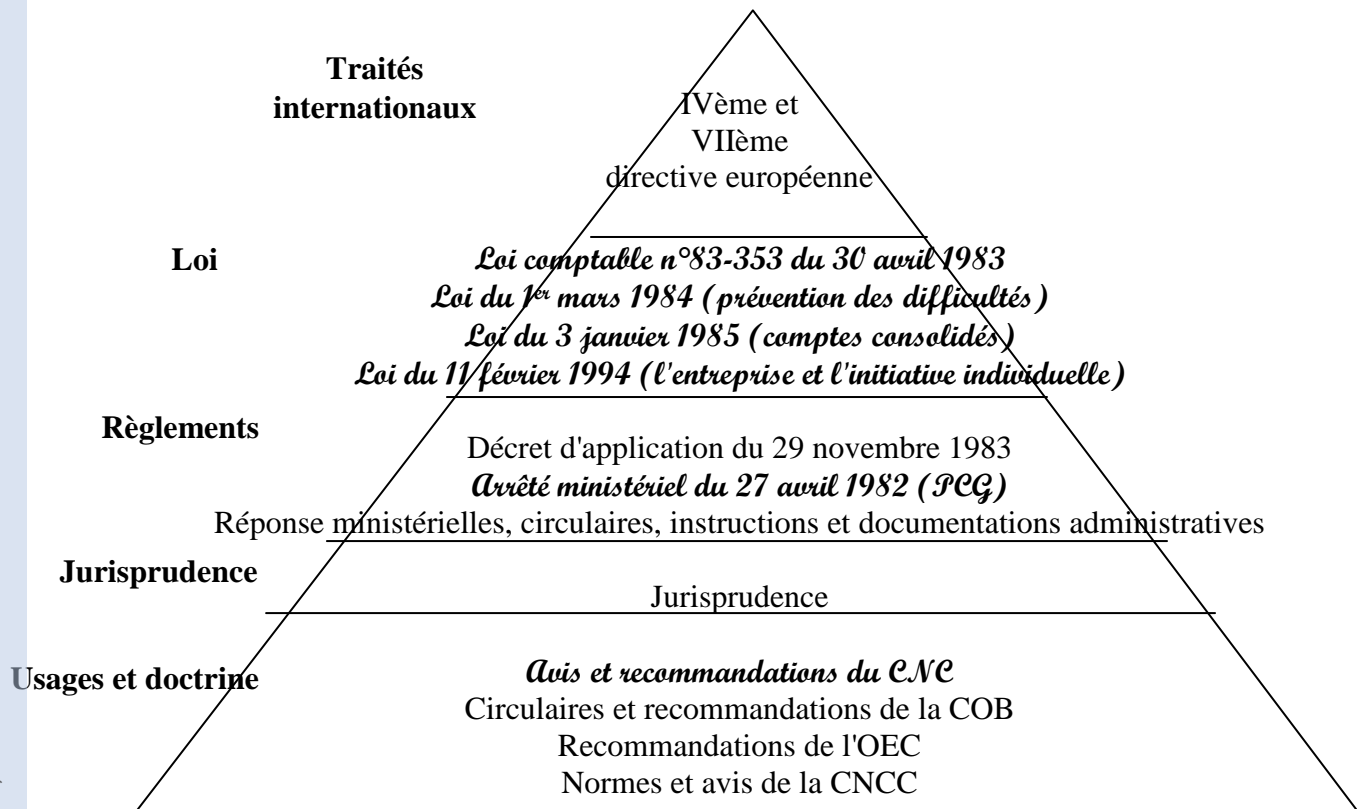 Traités
internationaux
IVème et
VIIème
directive européenne
Loi
Loi comptable n°83-353 du 30 avril 1983
Loi du 1er mars 1984 (prévention des difficultés)
Loi du 3 janvier 1985 (comptes consolidés)
Loi du 11 février 1994 (l'entreprise et l'initiative individuelle)
Règlements
Décret d'application du 29 novembre 1983
Arrêté ministériel du 27 avril 1982 (PCG)
Réponse ministérielles, circulaires, instructions et documentations administratives
Jurisprudence
Jurisprudence
Usages et doctrine
Avis et recommandations du CNC
Circulaires et recommandations de la COB
Recommandations de l'OEC
Normes et avis de la CNCC